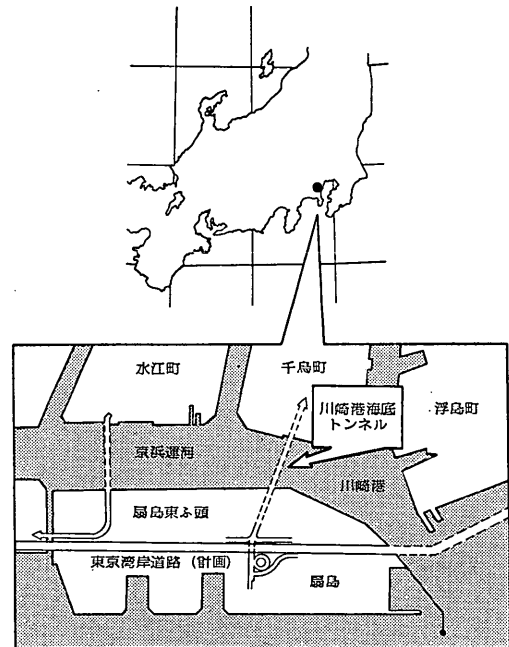 水江町
千鳥町
川崎港海底
トンネル
浮島町
京浜運河
川崎港
扇島東ふ頭
東京湾岸道路（計画）
扇島